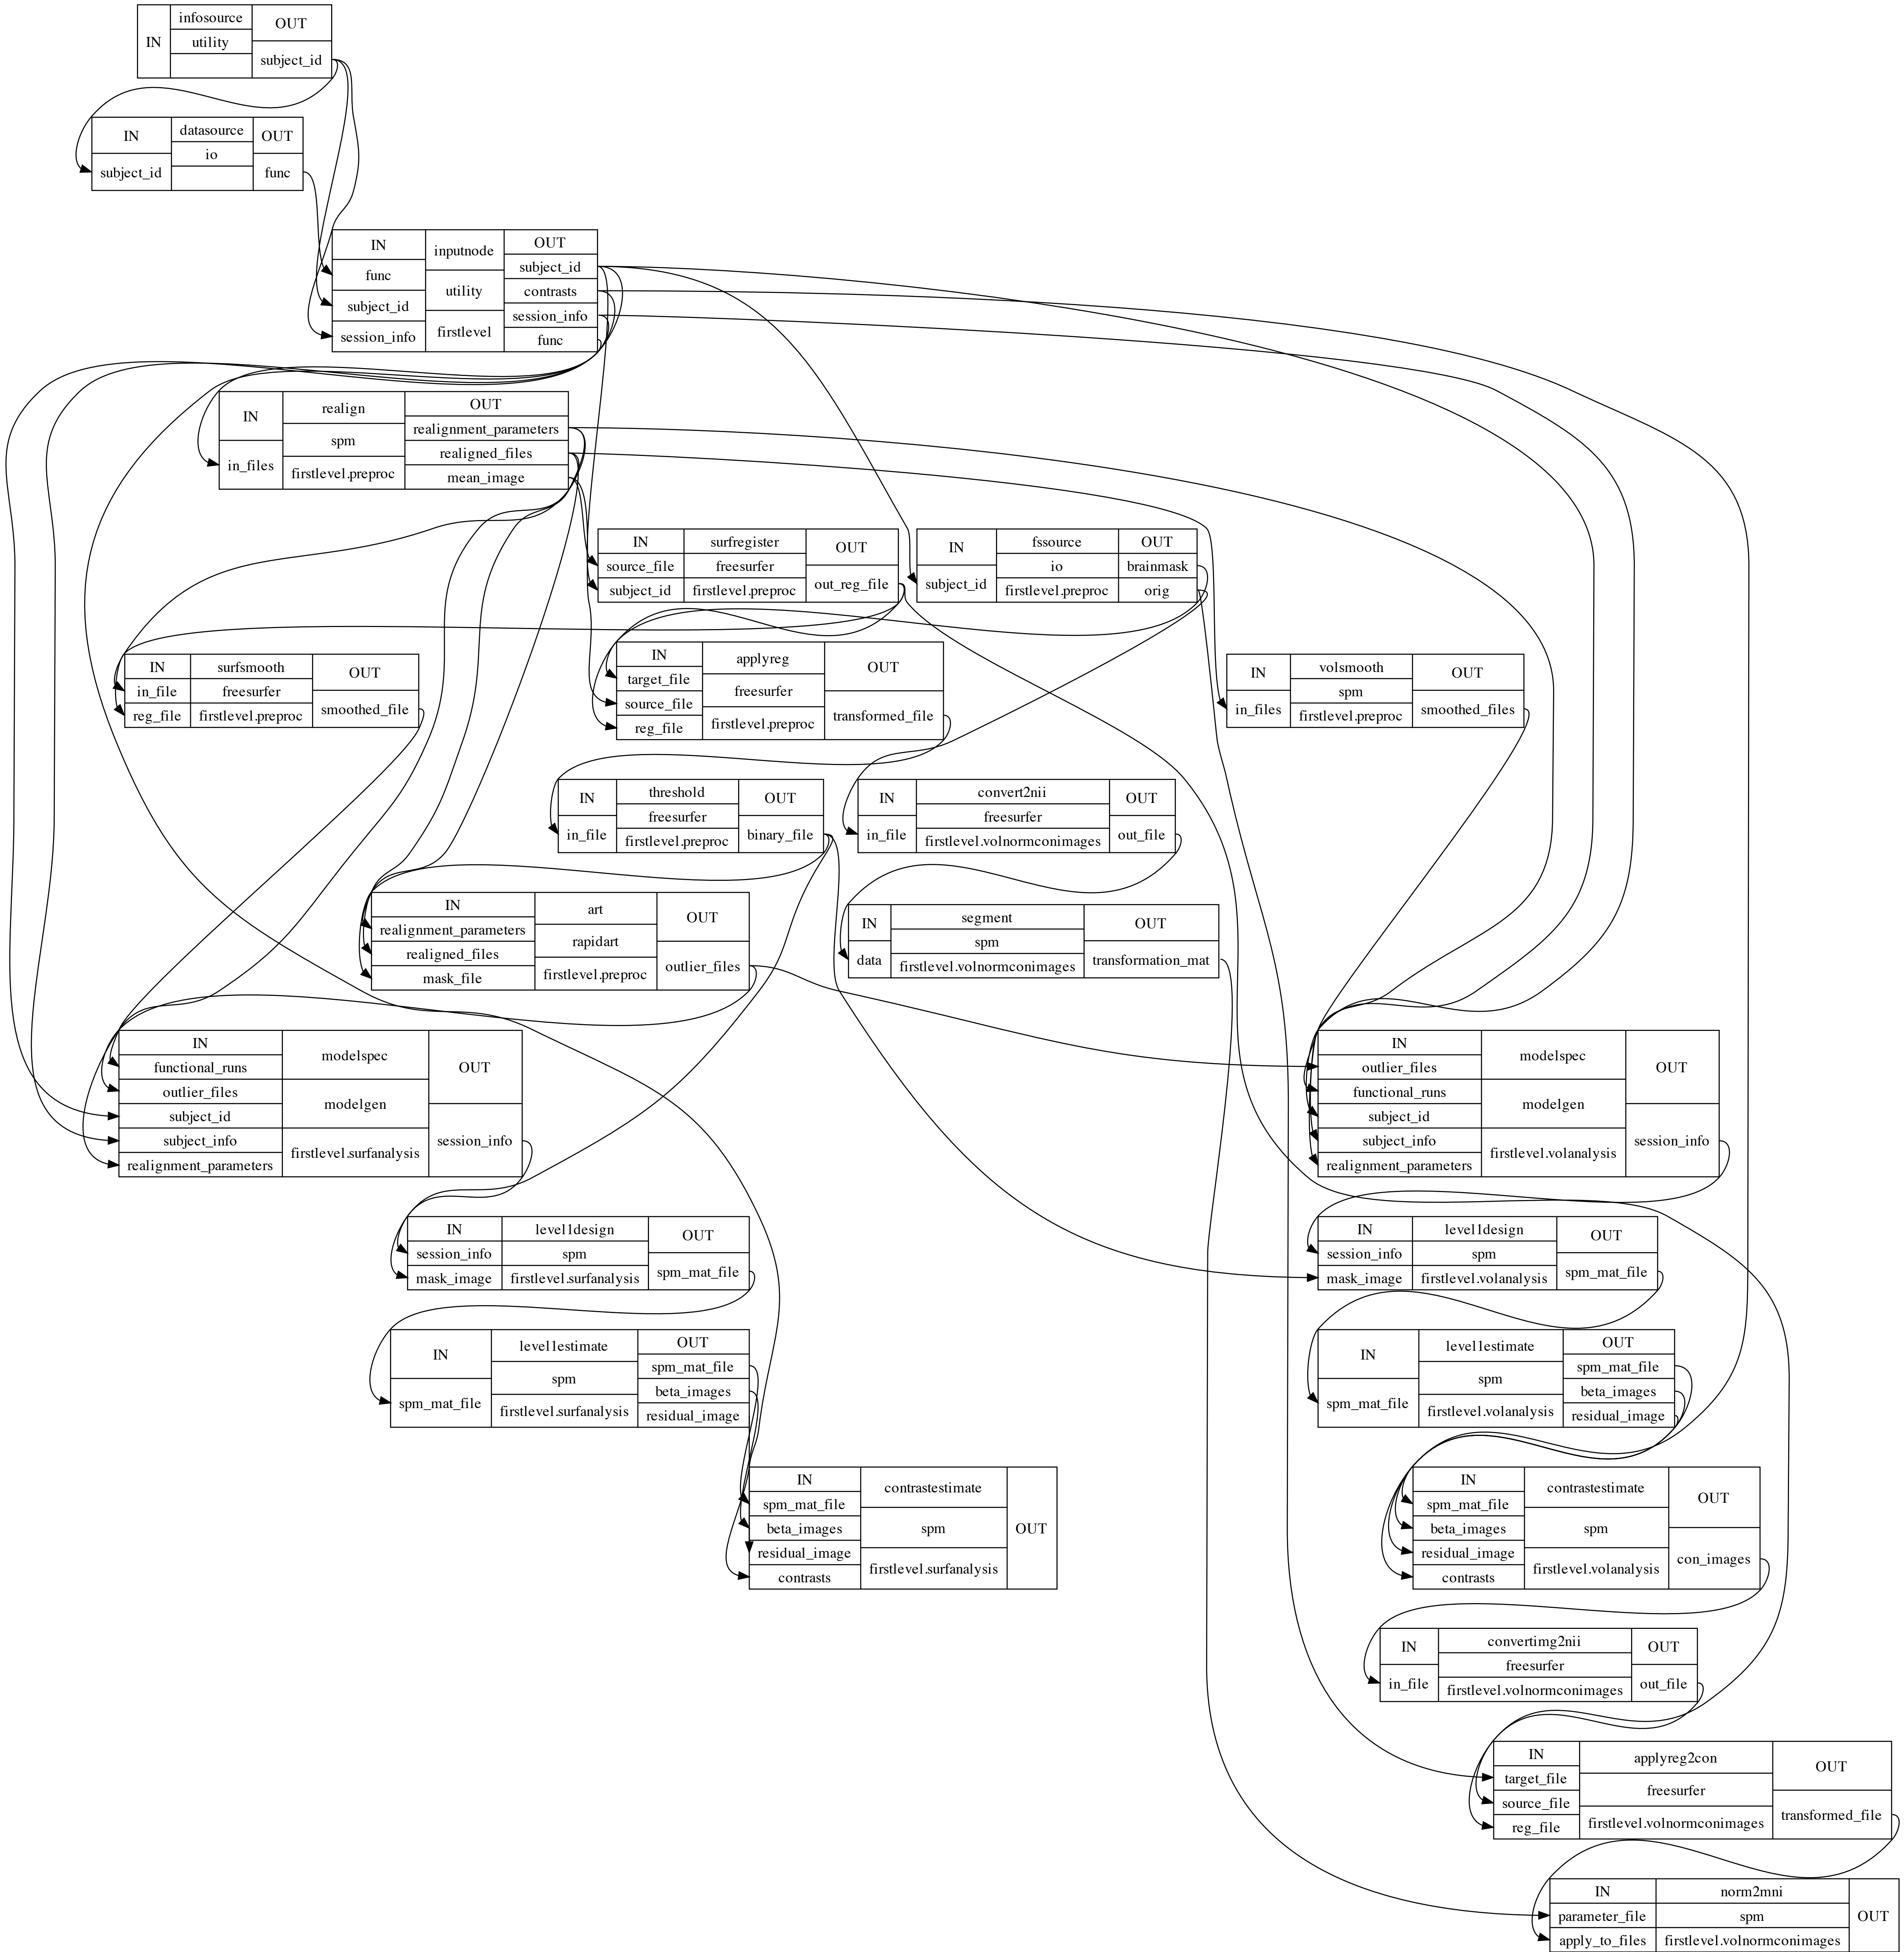 IN
infosource
utility
OUT
subject_id
IN
subject_id
datasource
io
OUT
func
IN
func
subject_id
session_info
inputnode
utility
firstlevel
OUT
subject_id
contrasts
session_info
func
IN
in_files
realign
spm
firstlevel.preproc
OUT
realignment_parameters
realigned_files
mean_image
IN
source_file
subject_id
surfregister
freesurfer
firstlevel.preproc
OUT
out_reg_file
IN
subject_id
fssource
io
firstlevel.preproc
OUT
brainmask
orig
IN
in_file
reg_file
surfsmooth
freesurfer
firstlevel.preproc
OUT
smoothed_file
IN
target_file
source_file
reg_file
applyreg
freesurfer
firstlevel.preproc
OUT
transformed_file
IN
in_files
volsmooth
spm
firstlevel.preproc
OUT
smoothed_files
IN
in_file
threshold
freesurfer
firstlevel.preproc
OUT
binary_file
IN
in_file
convert2nii
freesurfer
firstlevel.volnormconimages
OUT
out_file
IN
realignment_parameters
realigned_files
mask_file
art
rapidart
firstlevel.preproc
OUT
outlier_files
IN
data
segment
spm
firstlevel.volnormconimages
OUT
transformation_mat
IN
functional_runs
outlier_files
subject_id
subject_info
realignment_parameters
modelspec
modelgen
firstlevel.surfanalysis
OUT
session_info
IN
outlier_files
functional_runs
subject_id
subject_info
realignment_parameters
modelspec
modelgen
firstlevel.volanalysis
OUT
session_info
IN
session_info
mask_image
level1design
spm
firstlevel.surfanalysis
OUT
spm_mat_file
IN
session_info
mask_image
level1design
spm
firstlevel.volanalysis
OUT
spm_mat_file
IN
spm_mat_file
level1estimate
spm
firstlevel.surfanalysis
OUT
spm_mat_file
beta_images
residual_image
IN
spm_mat_file
level1estimate
spm
firstlevel.volanalysis
OUT
spm_mat_file
beta_images
residual_image
IN
spm_mat_file
beta_images
residual_image
contrasts
contrastestimate
spm
firstlevel.surfanalysis
OUT
IN
spm_mat_file
beta_images
residual_image
contrasts
contrastestimate
spm
firstlevel.volanalysis
OUT
con_images
IN
in_file
convertimg2nii
freesurfer
firstlevel.volnormconimages
OUT
out_file
IN
target_file
source_file
reg_file
applyreg2con
freesurfer
firstlevel.volnormconimages
OUT
transformed_file
IN
parameter_file
apply_to_files
norm2mni
spm
firstlevel.volnormconimages
OUT